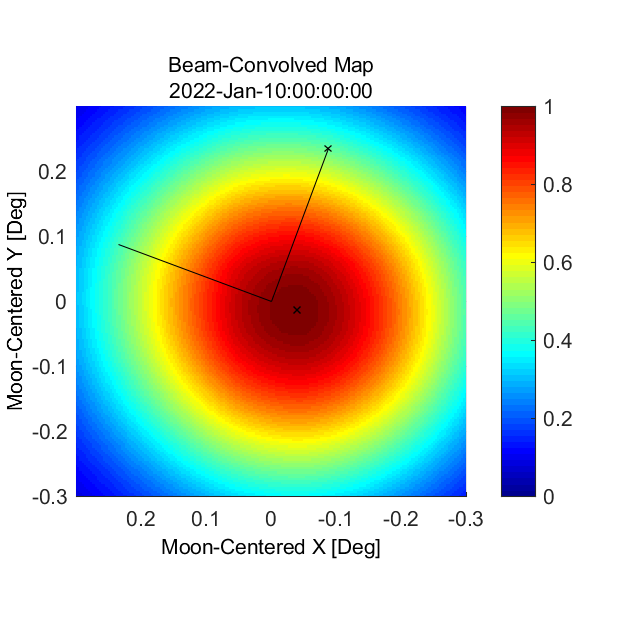 Beam-Convolved Map
2022-Jan-10:00:00:00:00
Moon-Centered Y [Deg]
0.2
0.1
0
-0.1
-0.2
-0.3
0.2 0.1 0 -0.1 -0.2 -0.3
Moon-Centered X [Deg]
1
0.8
0.6
0.4
0.2
0